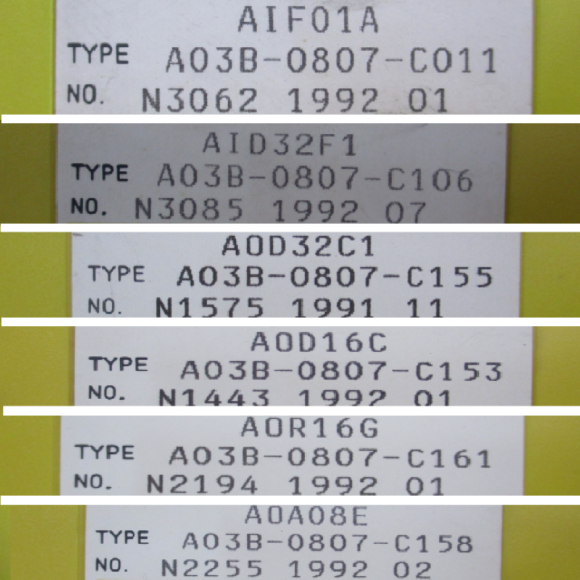 AIF01A
TYPE A03B-0807-C011
NO. N3062 1992 01
AID32F1
TYPE A03B-0807-C106
NO. N3085 1992 07
AOD32C1
TYPE A03B-0807-C155
NO. N1575 1991 11
AOD16C
TYPE A03B-0807-C153
NO. N1443 1992 01
AOR16G
TYPE A03B-0807-C161
NO. N2194 1992 01
AOA08E
TYPE A03B-0807-C158
NO. N2255 1992 02